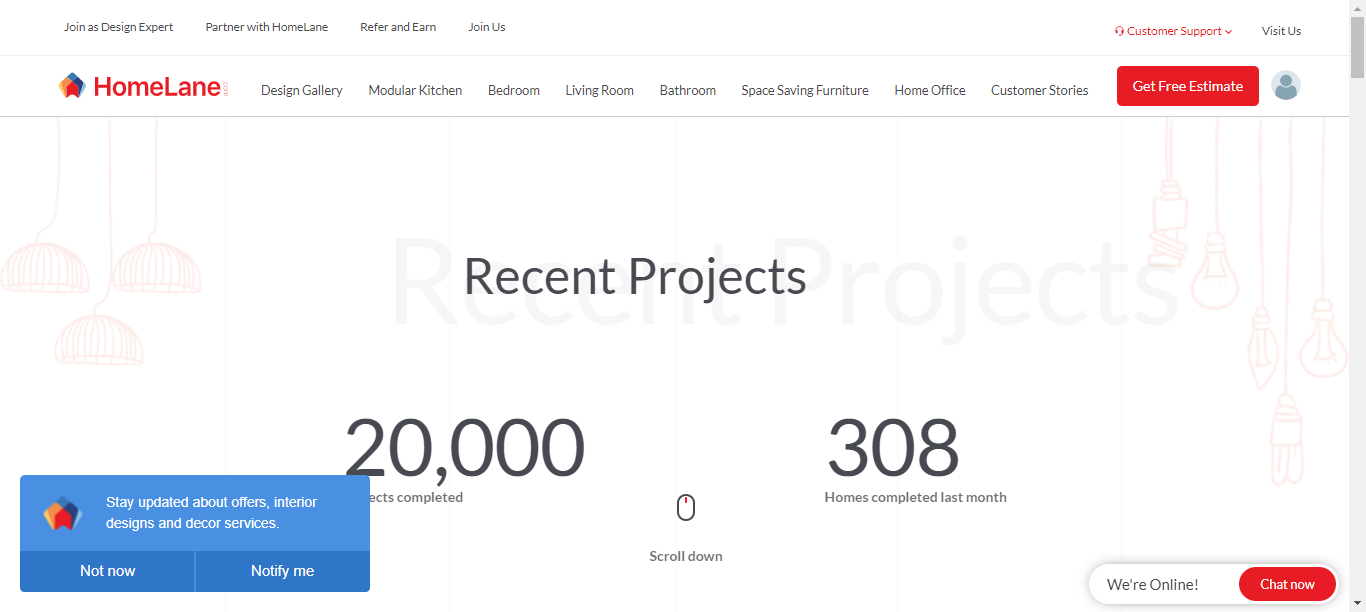 Join as Design Expert
Partner with HomeLane
Refer and Earn
Join Us
Customer Support
Visit Us
HomeLane
Design Gallery
Modular Kitchen
Bedroom
Living Room
Bathroom
Space Saving Furniture
Home Office
Customer Stories
Get Free Estimate
Recent Projects
Recent Projects
20,000
308
ects completed
Homes completed last month
Scroll down
Stay updated about offers, interior
designs and decor services.
Not now
Notify me
We're Online!
Chat now